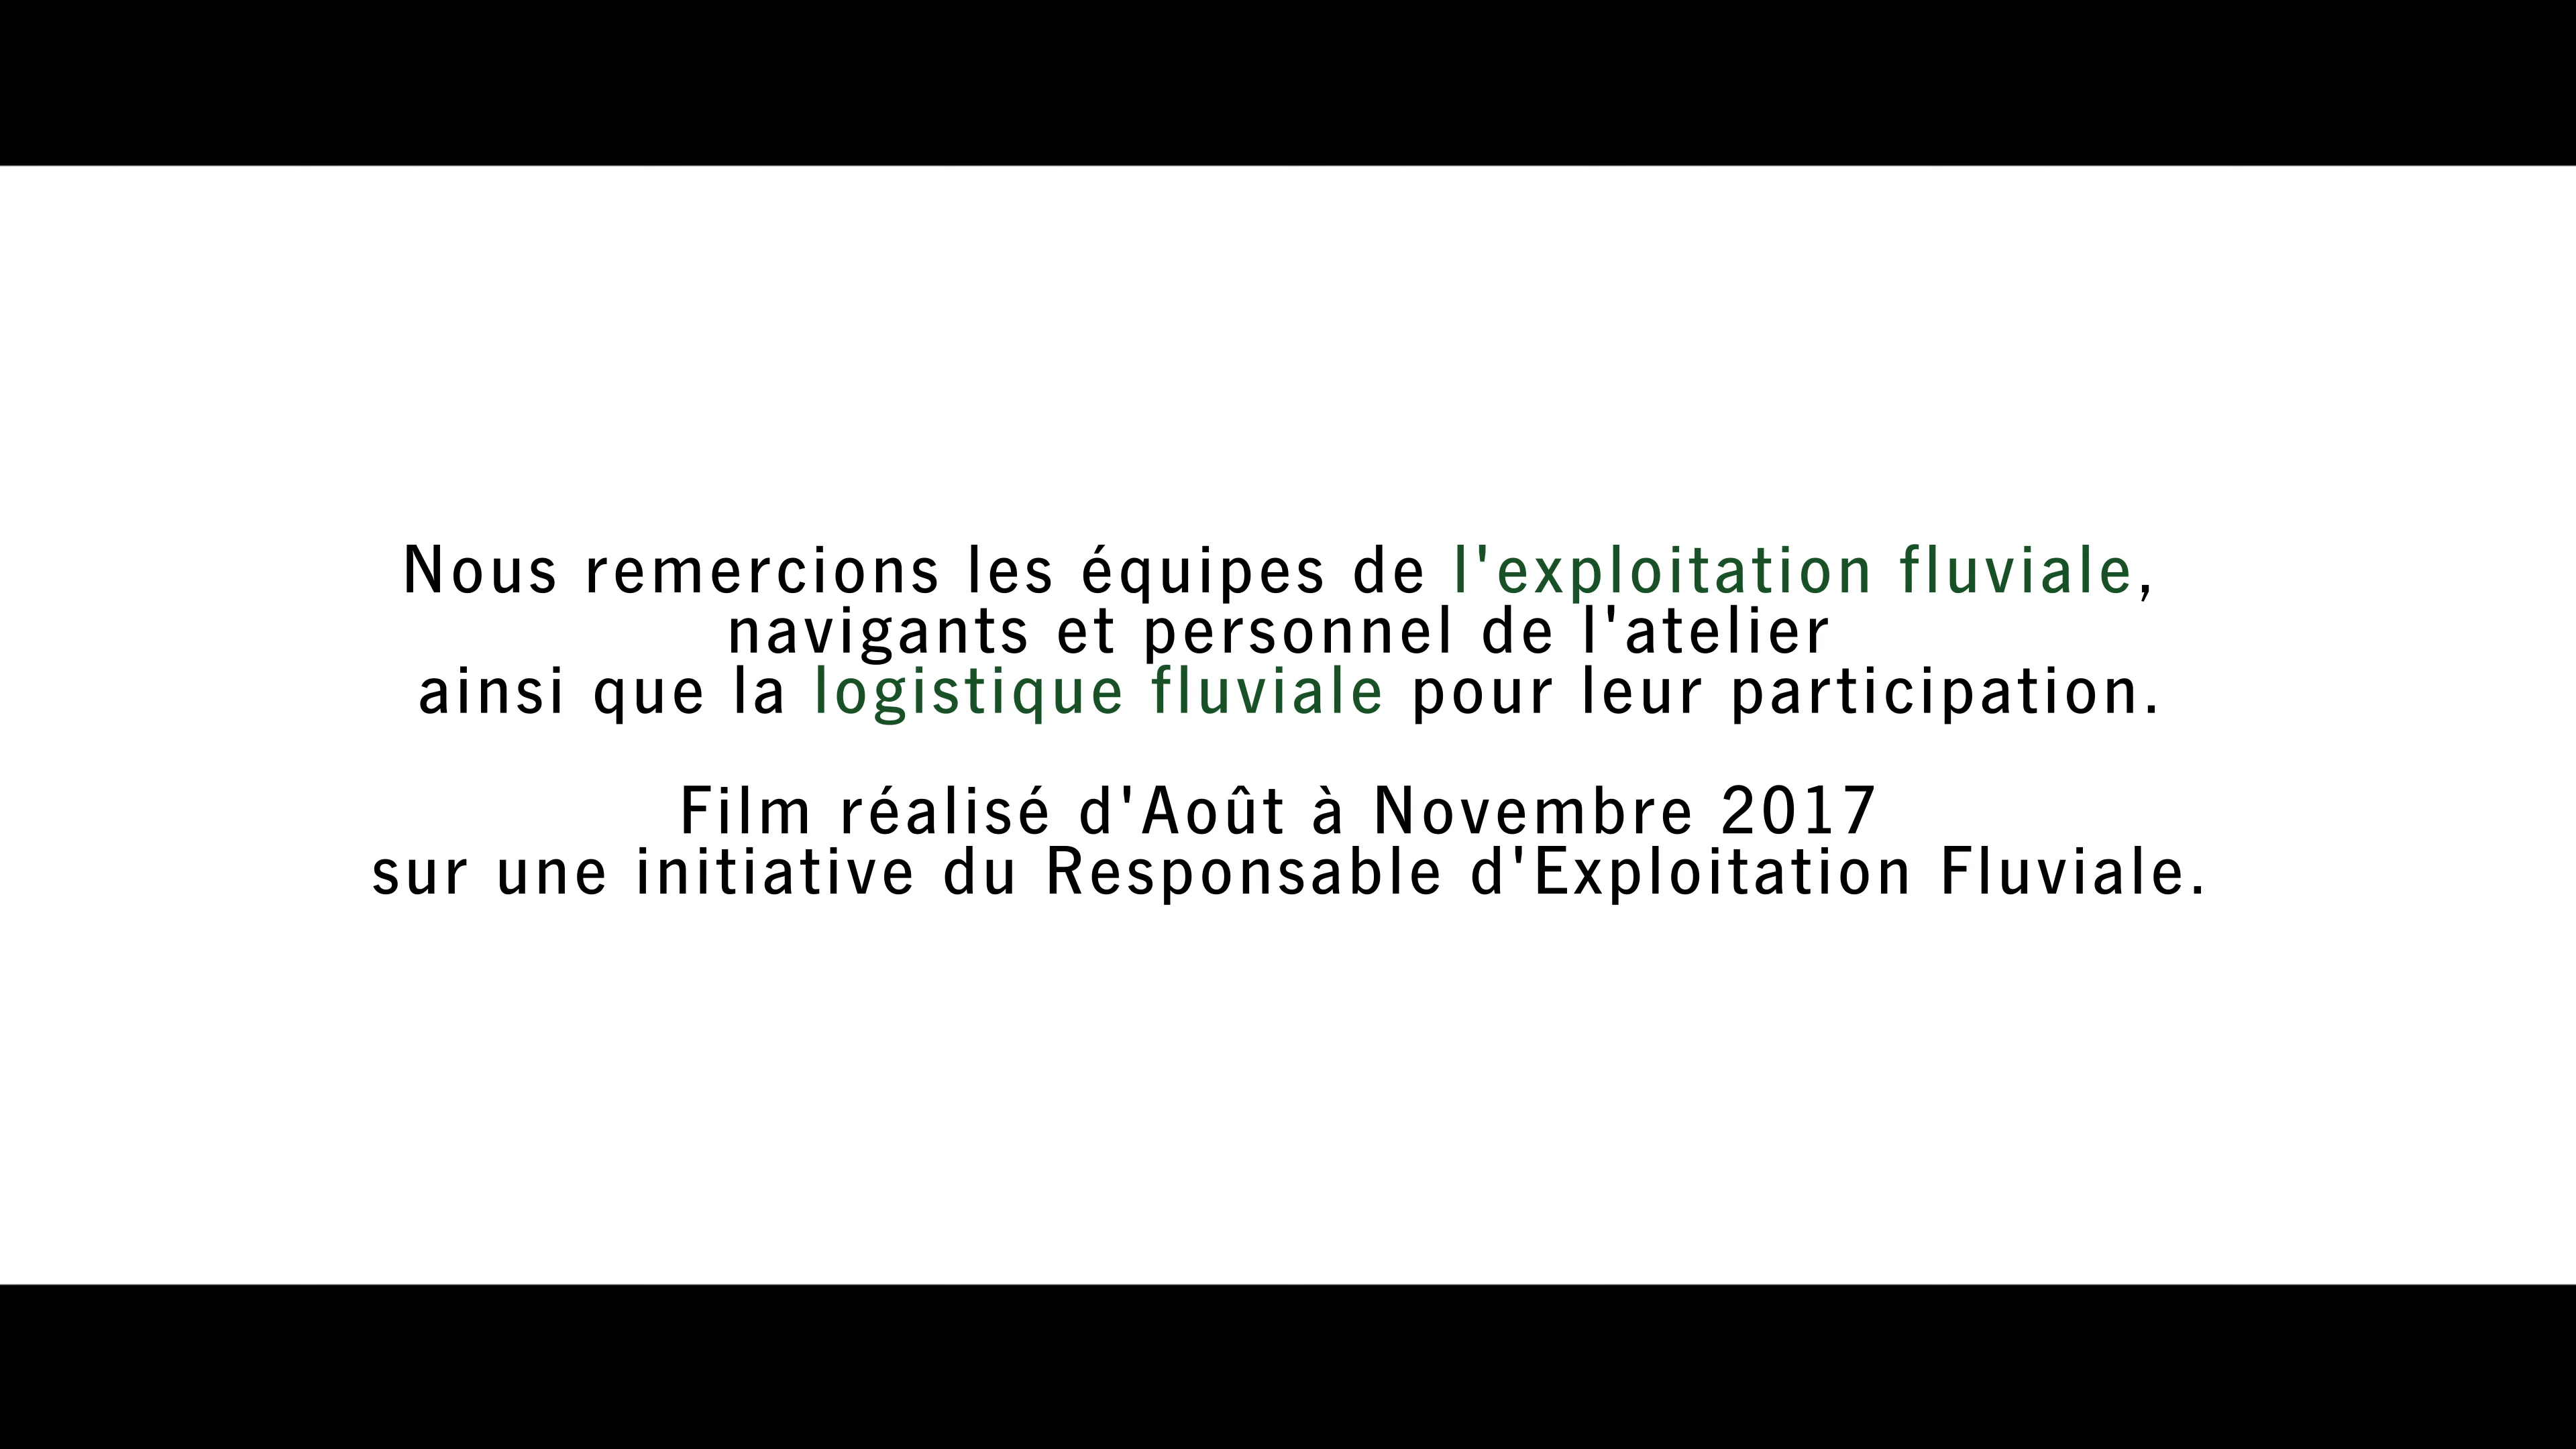 Nous remercions les équipes de l'exploitation fluviale,
navigants et personnel de l'atelier
ainsi que la logistique fluviale pour leur participation.
Film réalisé d'Août à Novembre 2017
sur une initiative du Responsable d'Exploitation Fluviale.